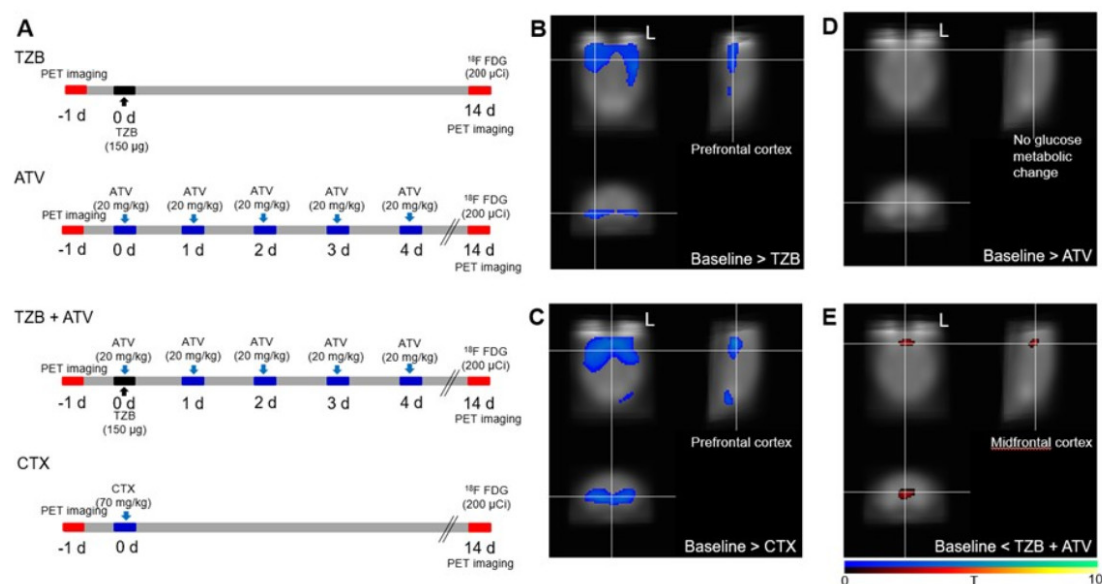 A
TZB
PET imaging
18F FDG
(200 µCi)
-1 d
0 d
14 d
TZB
(150 µg)
PET imaging
ATV
ATV
(20 mg/kg)
ATV
(20 mg/kg)
ATV
(20 mg/kg)
ATV
(20 mg/kg)
ATV
(20 mg/kg)
18F FDG
(200 µCi)
PET imaging
-1 d
0 d
1 d
2 d
3 d
4 d
14 d
PET imaging
TZB + ATV
ATV
(20 mg/kg)
ATV
(20 mg/kg)
ATV
(20 mg/kg)
ATV
(20 mg/kg)
ATV
(20 mg/kg)
18F FDG
(200 µCi)
PET imaging
-1 d
0 d
1 d
2 d
3 d
4 d
14 d
TZB
(150 µg)
PET imaging
CTX
CTX
(70 mg/kg)
18F FDG
(200 µCi)
PET imaging
-1 d
0 d
14 d
PET imaging
B
L
Prefrontal cortex
Baseline > TZB
C
L
Prefrontal cortex
Baseline > CTX
D
L
No glucose
metabolic
change
Baseline > ATV
E
L
Midfrontal cortex
Baseline < TZB + ATV
0
T
10